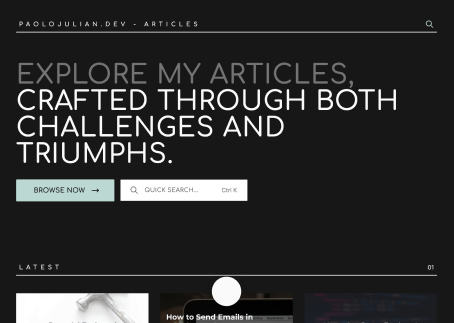 PAOLOJULIAN.DEV - ARTICLES
EXPLORE MY ARTICLES,
CRAFTED THROUGH BOTH
CHALLENGES AND
TRIUMPHS.
BROWSE NOW → QUICK SEARCH... Ctrl K
LATEST 01
How to Send Emails in